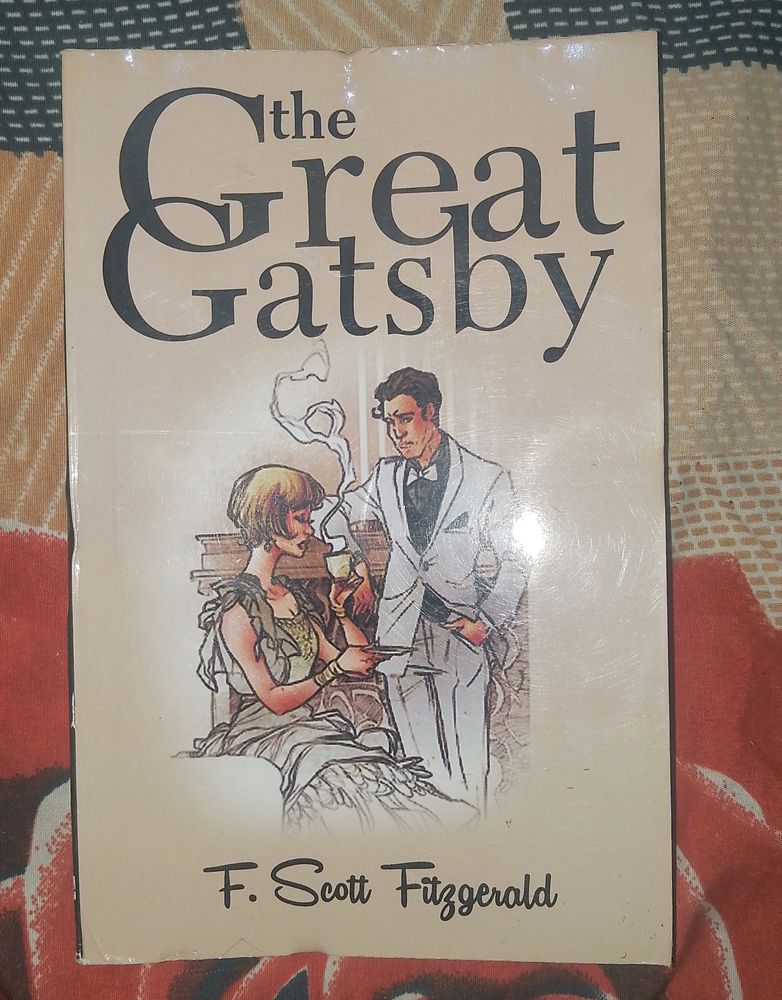 the
Great
Gatsby
F. Scott Fitzgerald